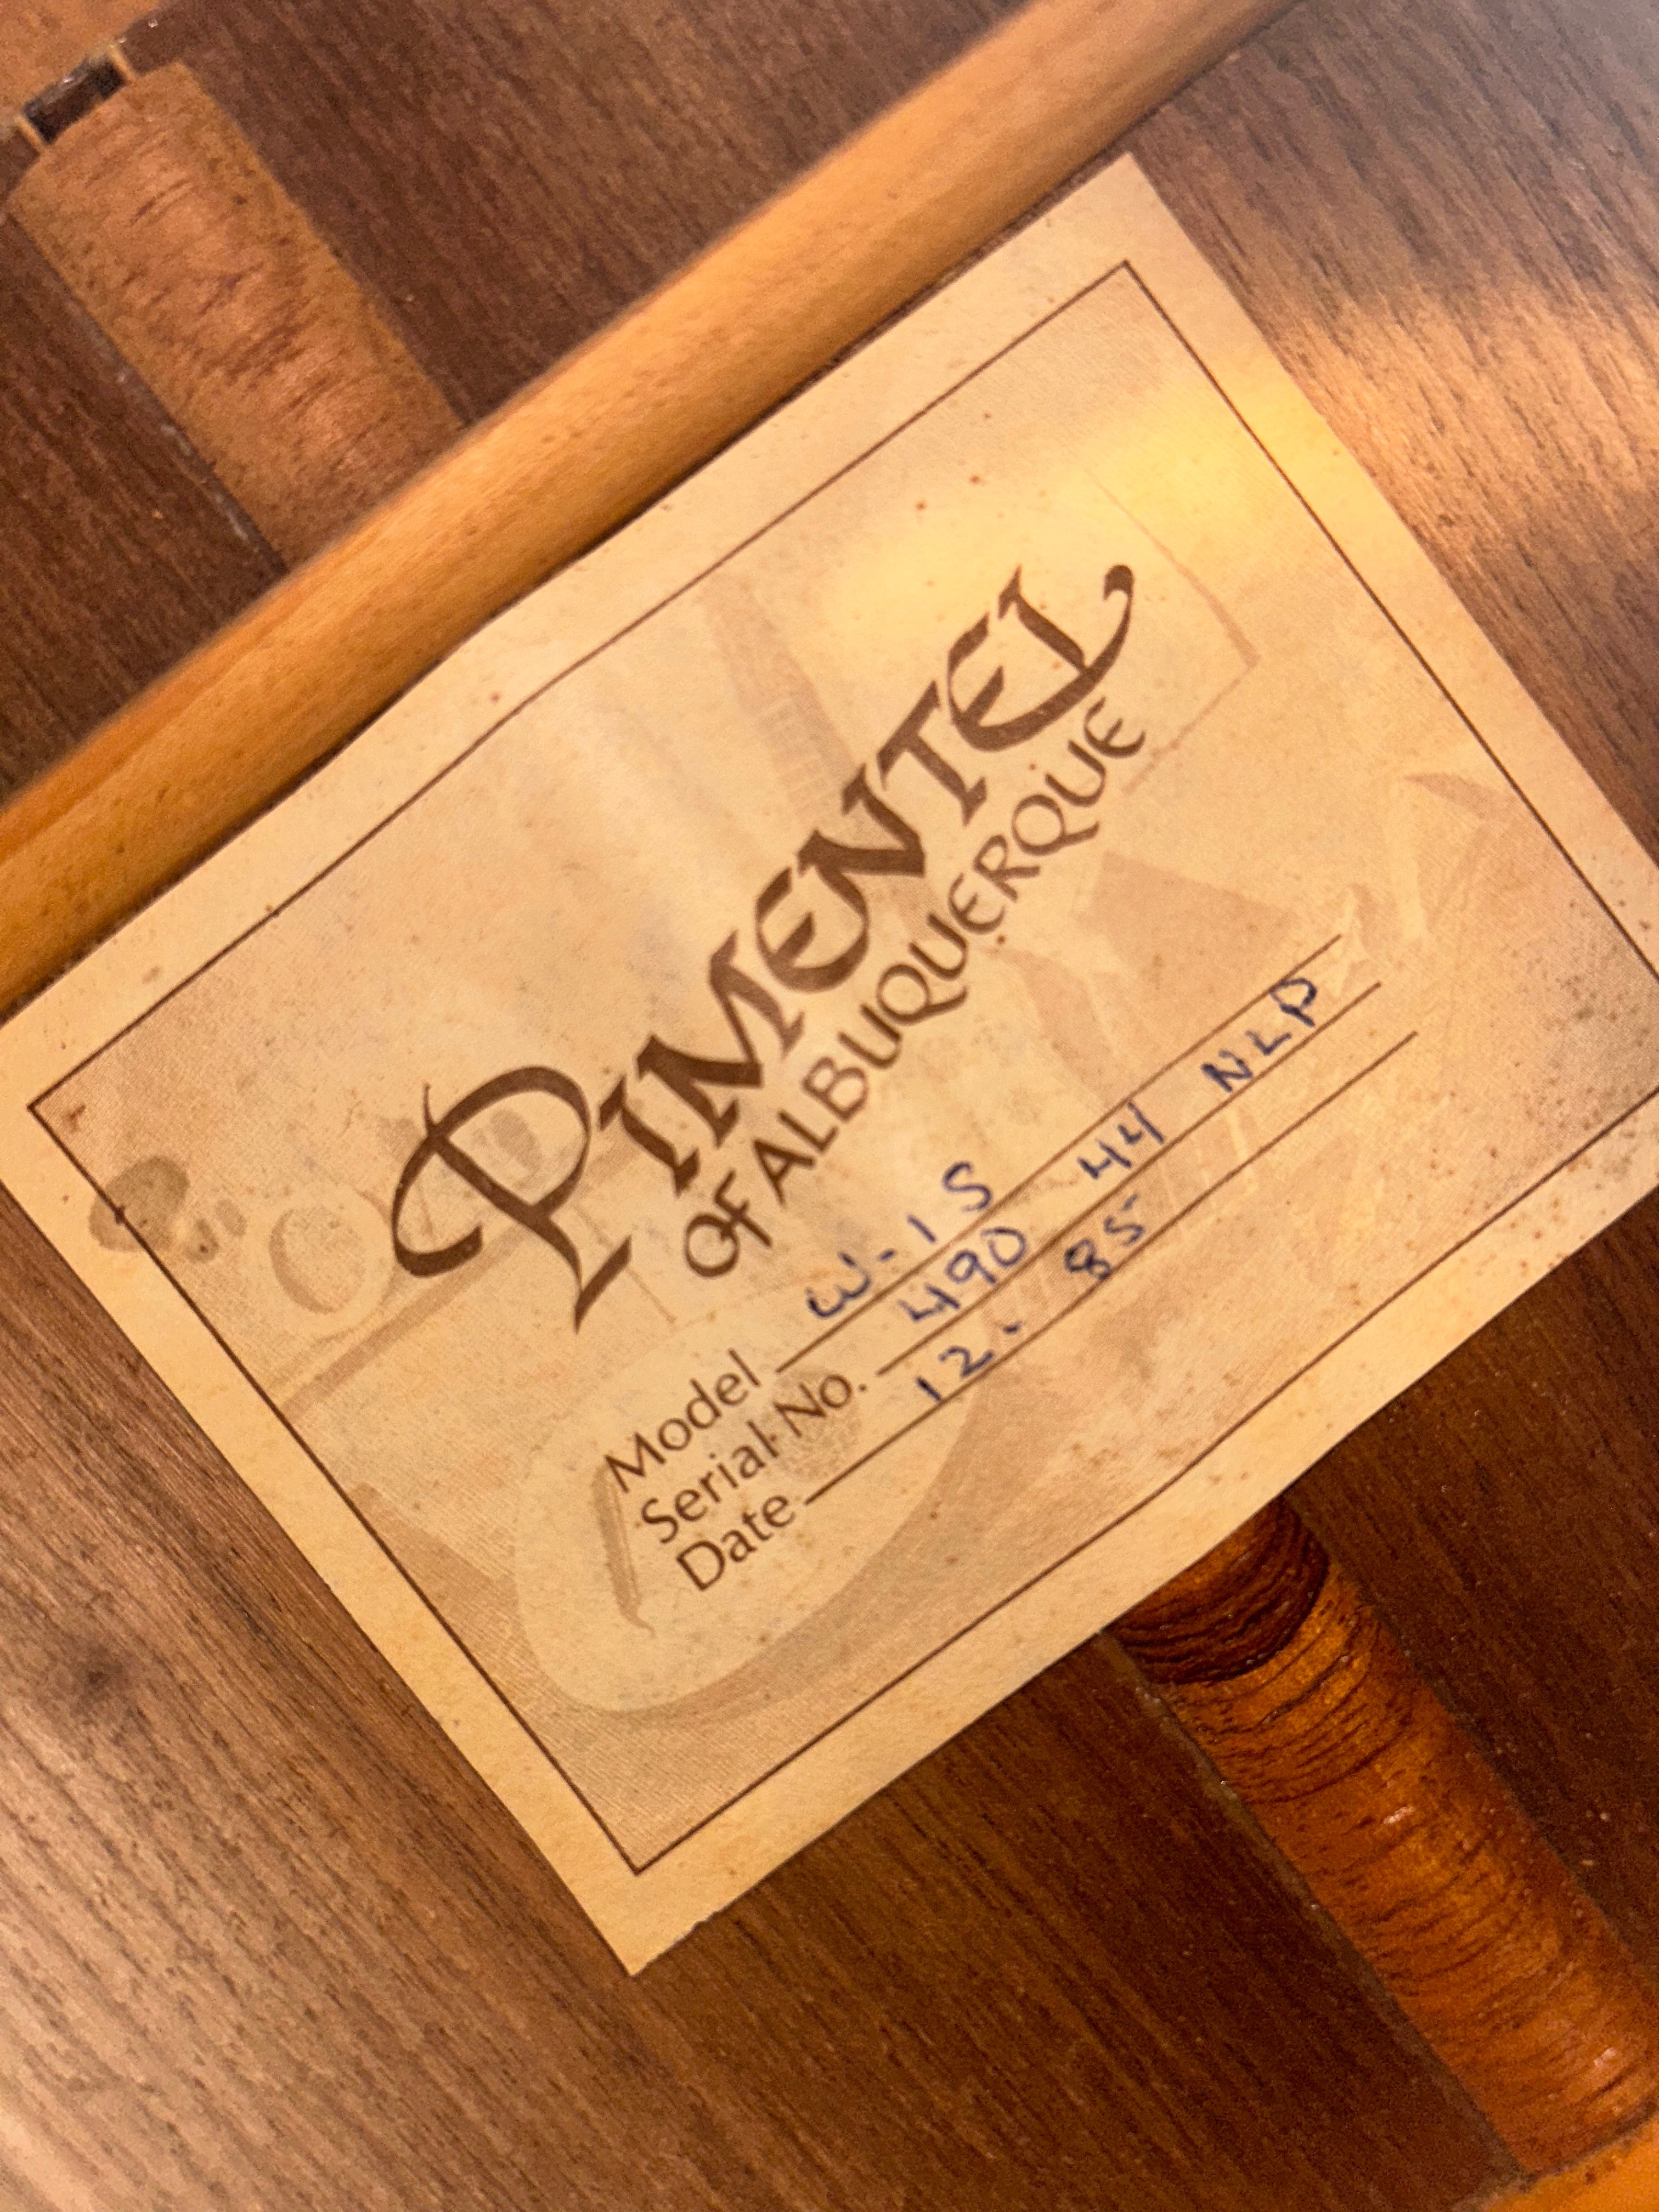 PIMENTEL
OF ALBUQUERQUE
Model W-1S
Serial No. 490 44 NLP
Date 12-85